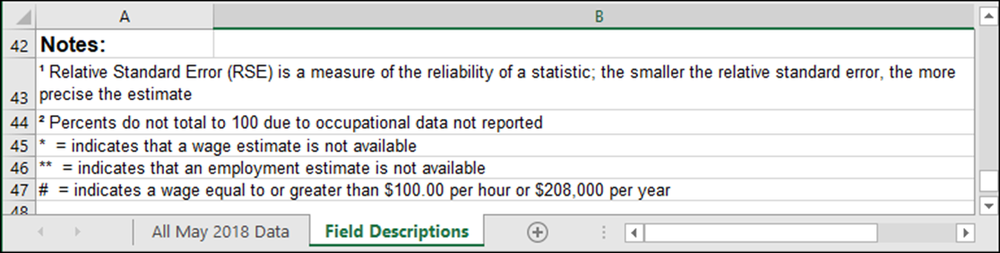 A B
42 Notes:
¹ Relative Standard Error (RSE) is a measure of the reliability of a statistic; the smaller the relative standard error, the more
43 precise the estimate
44 ² Percents do not total to 100 due to occupational data not reported
45 * = indicates that a wage estimate is not available
46 ** = indicates that an employment estimate is not available
47 # = indicates a wage equal to or greater than $100.00 per hour or $208,000 per year
48
All May 2018 Data Field Descriptions